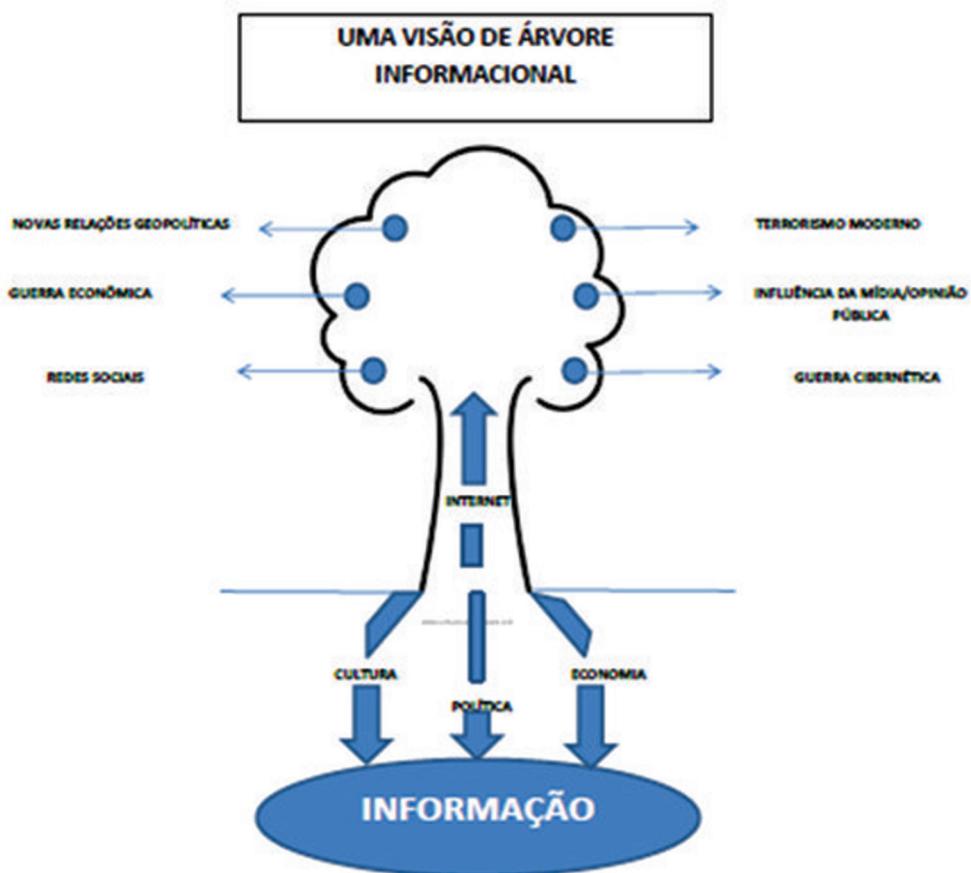 UMA VISÃO DE ÁRVORE
INFORMACIONAL
NOVAS RELAÇÕES GEOPOLÍTICAS
TERRORISMO MODERNO
GUERRA ECONÔMICA
INFLUÊNCIA DA MÍDIA/OPINIÃO
PÚBLICA
REDES SOCIAIS
GUERRA CIBERNÉTICA
INTERNET
CULTURA
ECONOMIA
POLÍTICA
INFORMAÇÃO